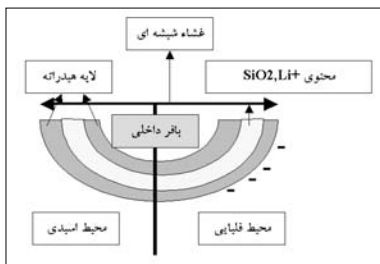 غشاء شیشه ای
لایه هیدراته
محتوی SiO2,Li+
بافر داخلی
محیط اسیدی
محیط قلیایی